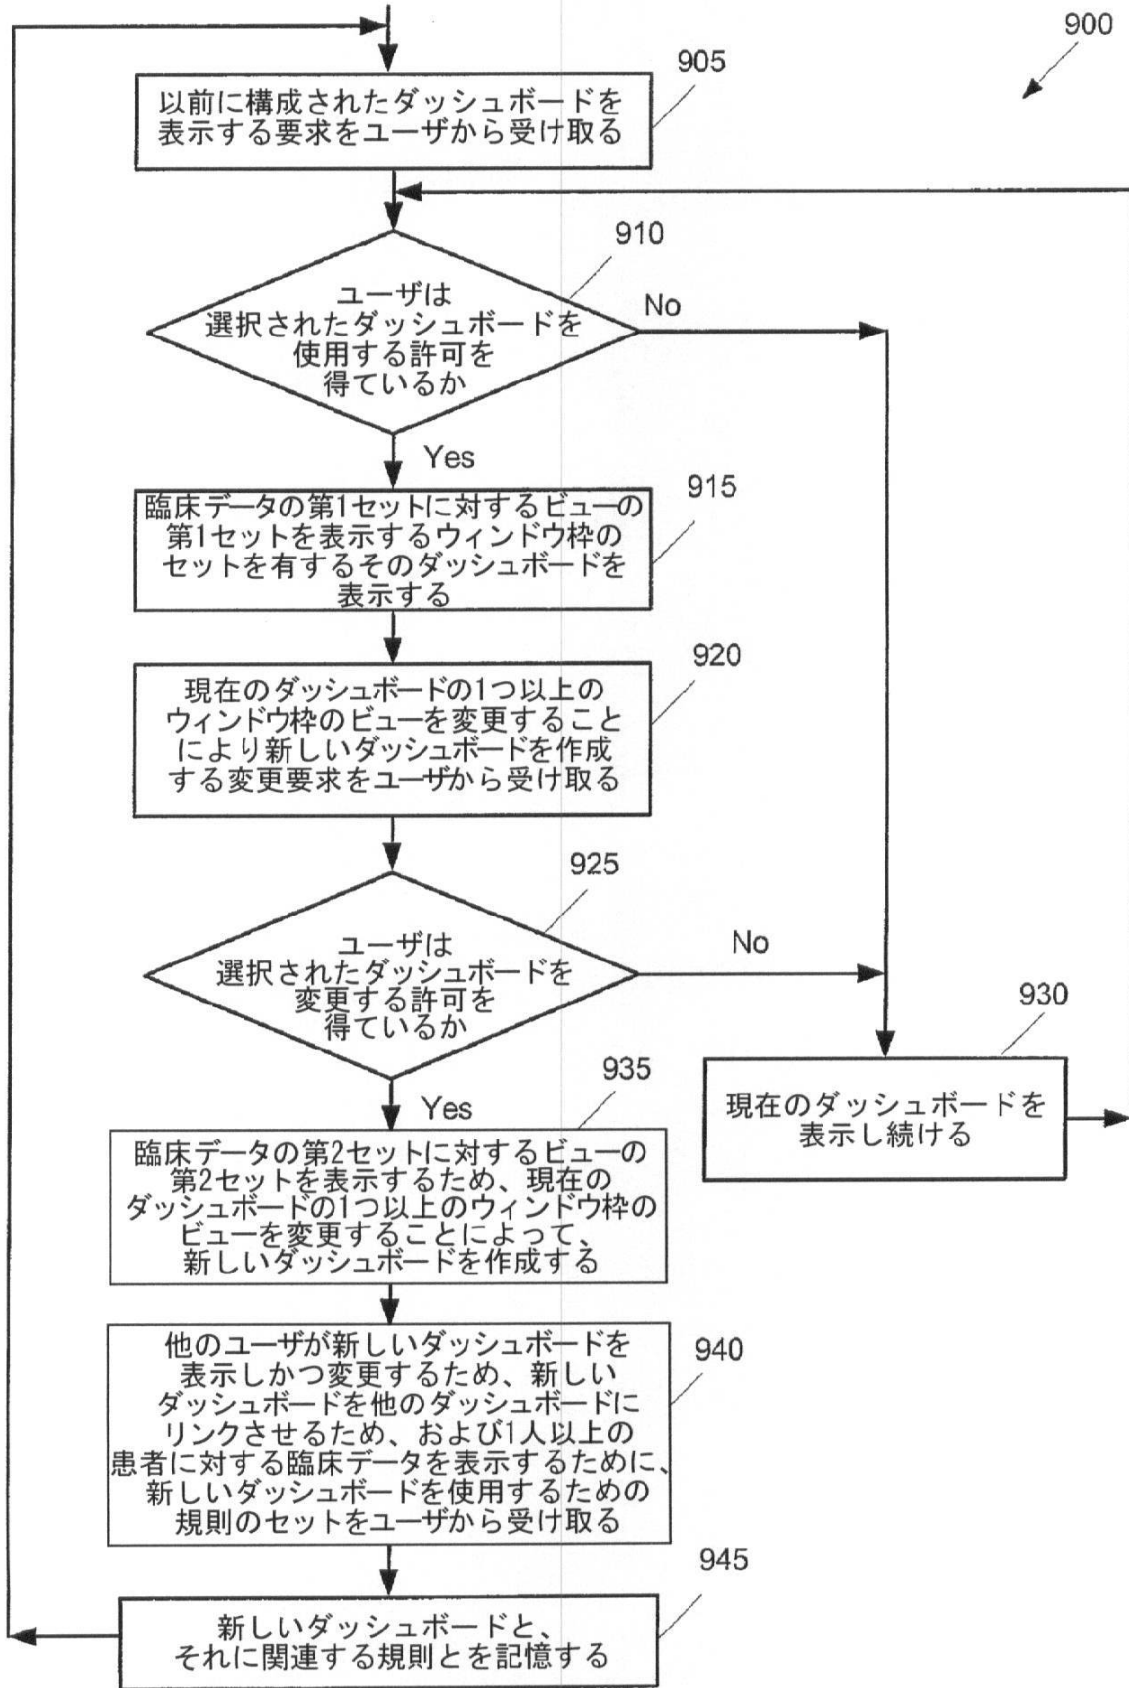 900
905
以前に構成されたダッシュボードを
表示する要求をユーザから受け取る
910
ユーザは
選択されたダッシュボードを
使用する許可を
得ているか
No
Yes
915
臨床データの第1セットに対するビューの
第1セットを表示するウィンドウ枠の
セットを有するそのダッシュボードを
表示する
920
現在のダッシュボードの1つ以上の
ウィンドウ枠のビューを変更すること
により新しいダッシュボードを作成
する変更要求をユーザから受け取る
925
ユーザは
選択されたダッシュボードを
変更する許可を
得ているか
No
Yes
930
現在のダッシュボードを
表示し続ける
935
臨床データの第2セットに対するビューの
第2セットを表示するため、現在の
ダッシュボードの1つ以上のウィンドウ枠の
ビューを変更することによって、
新しいダッシュボードを作成する
940
他のユーザが新しいダッシュボードを
表示しかつ変更するため、新しい
ダッシュボードを他のダッシュボードに
リンクさせるため、および1人以上の
患者に対する臨床データを表示するために、
新しいダッシュボードを使用するための
規則のセットをユーザから受け取る
945
新しいダッシュボードと、
それに関連する規則とを記憶する